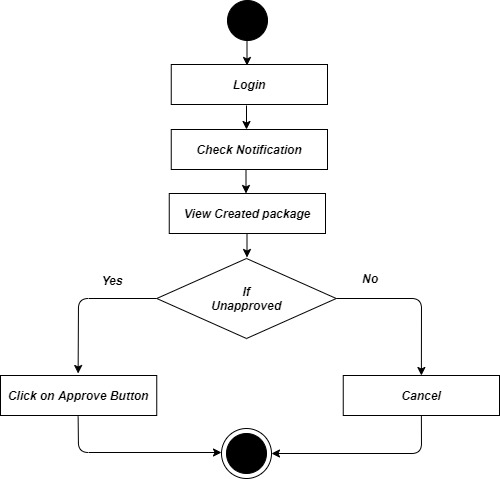 Login
Check Notification
View Created package
If
Unapproved
Yes
No
Click on Approve Button
Cancel